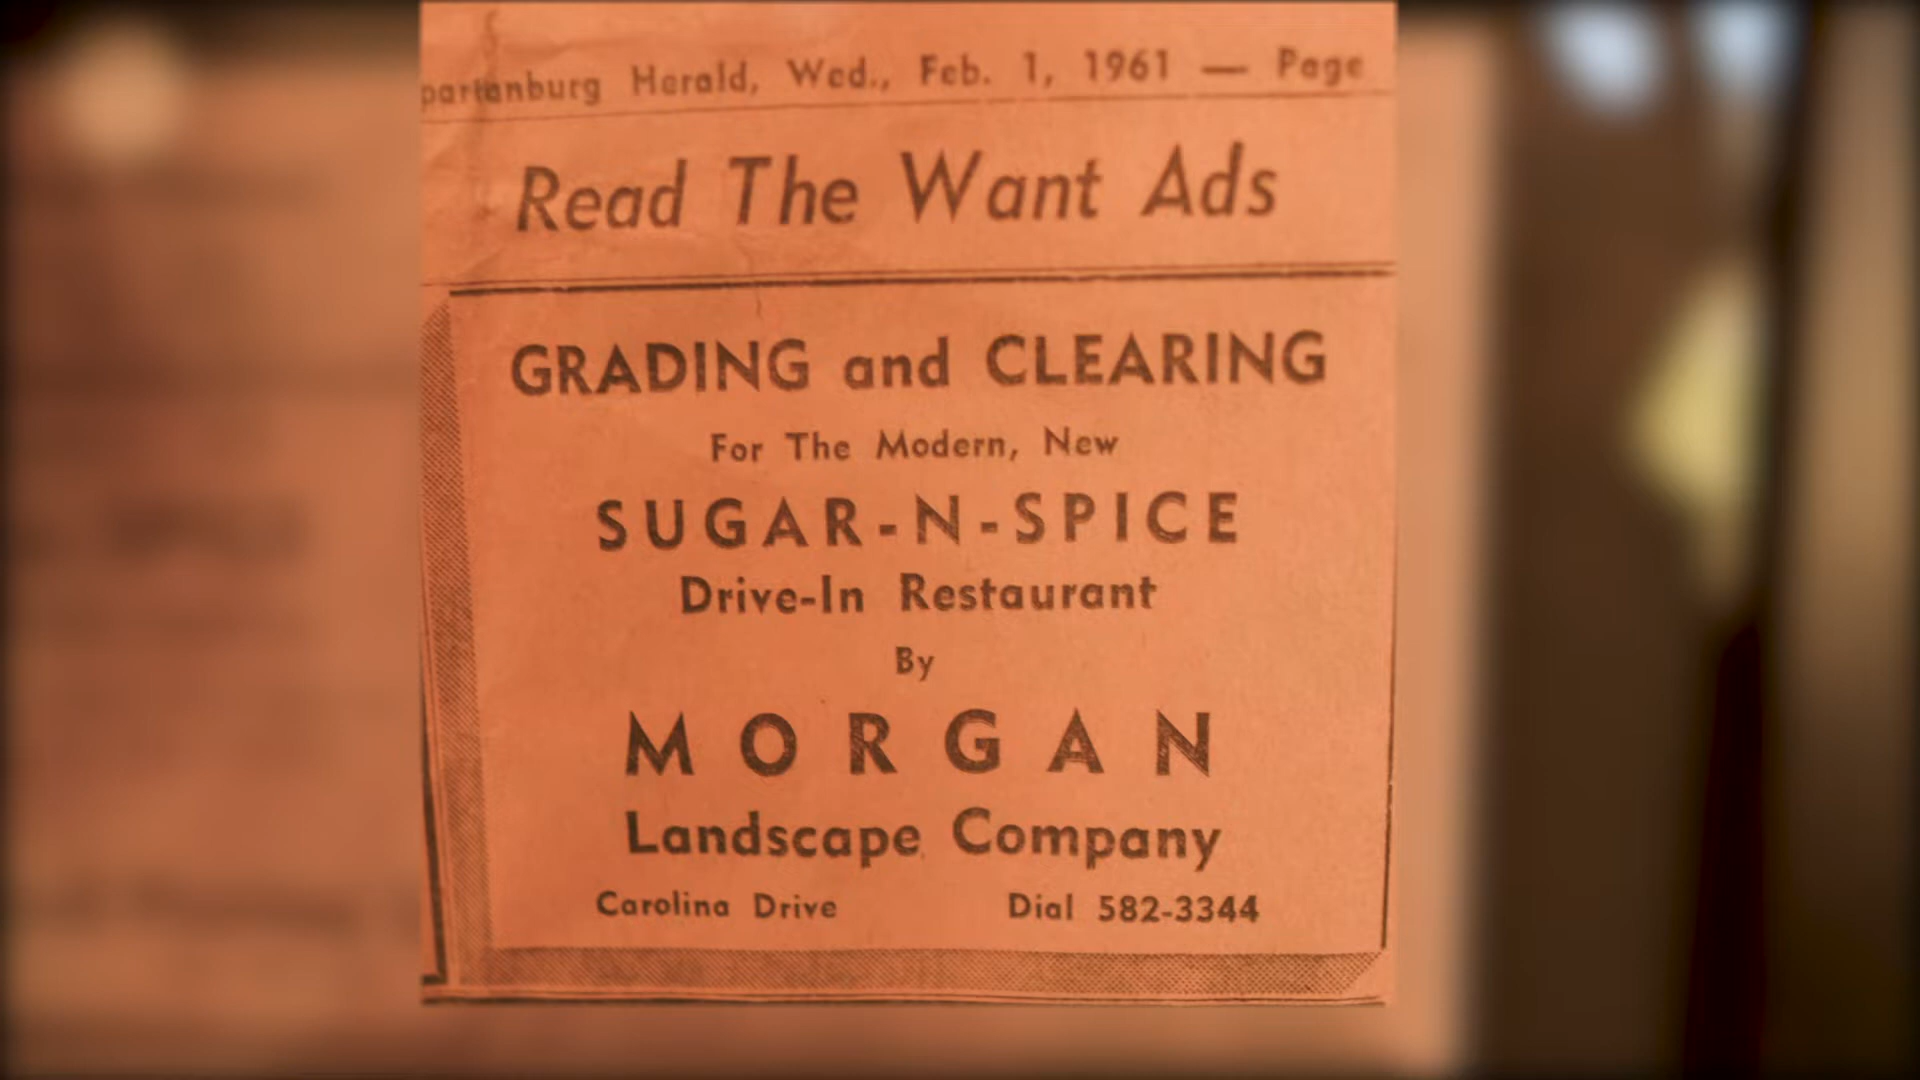 partanburg Herald, Wed., Feb. 1, 1961 — Page
Read The Want Ads
GRADING and CLEARING
For The Modern, New
SUGAR-N-SPICE
Drive-In Restaurant
By
MORGAN
Landscape Company
Carolina Drive Dial 582-3344